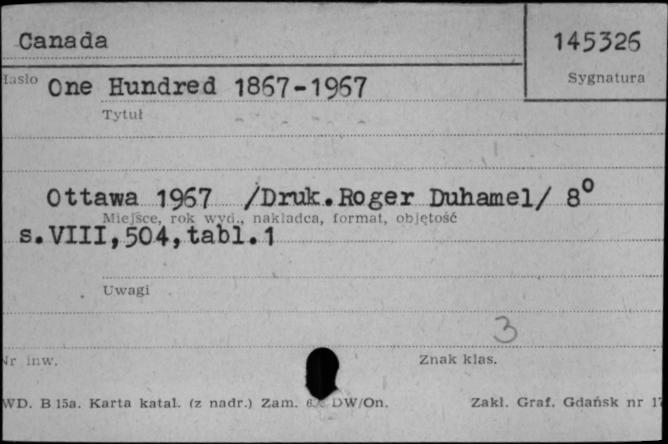 Canada
145326
Hasło
Sygnatura
One Hundred 1867-1967
Tytuł
Ottawa 1967 /Druk.Roger Duhamel/ 8°
Miejsce, rok wyd., nakładca, format, objętość
s.VIII,504,tabl.1
Uwagi
3
Nr inw.
Znak klas.
WD. B 15a. Karta katal. (z nadr.) Zam. DW/On.
Zakł. Graf. Gdańsk nr